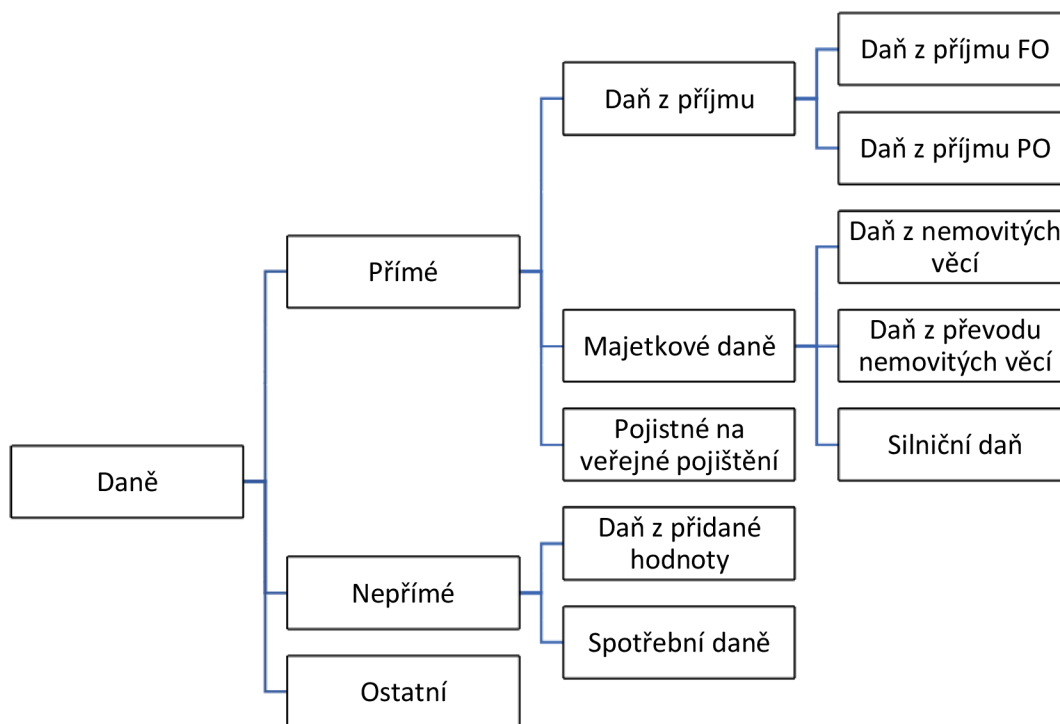 Daně
Přímé
Daň z příjmu
Daň z příjmu FO
Daň z příjmu PO
Majetkové daně
Daň z nemovitých
věcí
Daň z převodu
nemovitých věcí
Silniční daň
Pojistné na
veřejné pojištění
Nepřímé
Daň z přidané
hodnoty
Spotřební daně
Ostatní